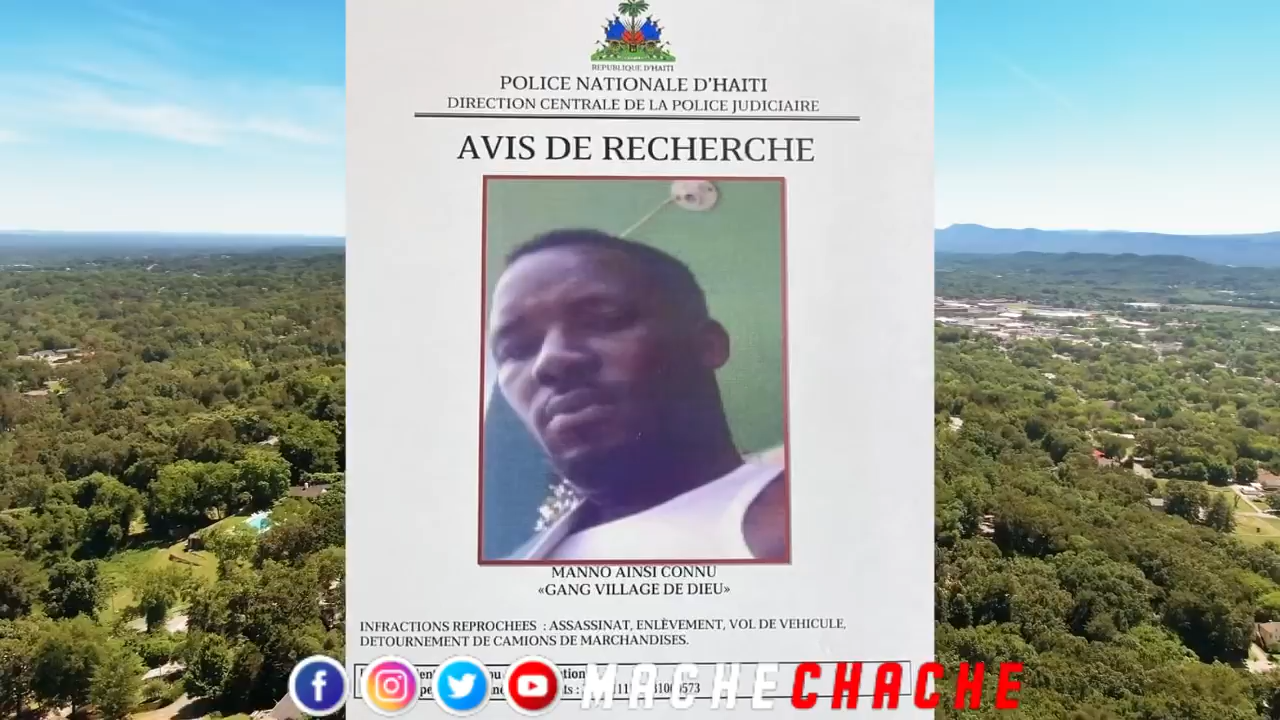 REPUBLIQUE D'HAITI
POLICE NATIONALE D'HAITI
DIRECTION CENTRALE DE LA POLICE JUDICIAIRE
AVIS DE RECHERCHE
MANNO AINSI CONNU
«GANG VILLAGE DE DIEU»
INFRACTIONS REPROCHEES : ASSASSINAT, ENLÈVEMENT, VOL DE VEHICULE,
DETOURNEMENT DE CAMIONS DE MARCHANDISES.
MACHECHACHE